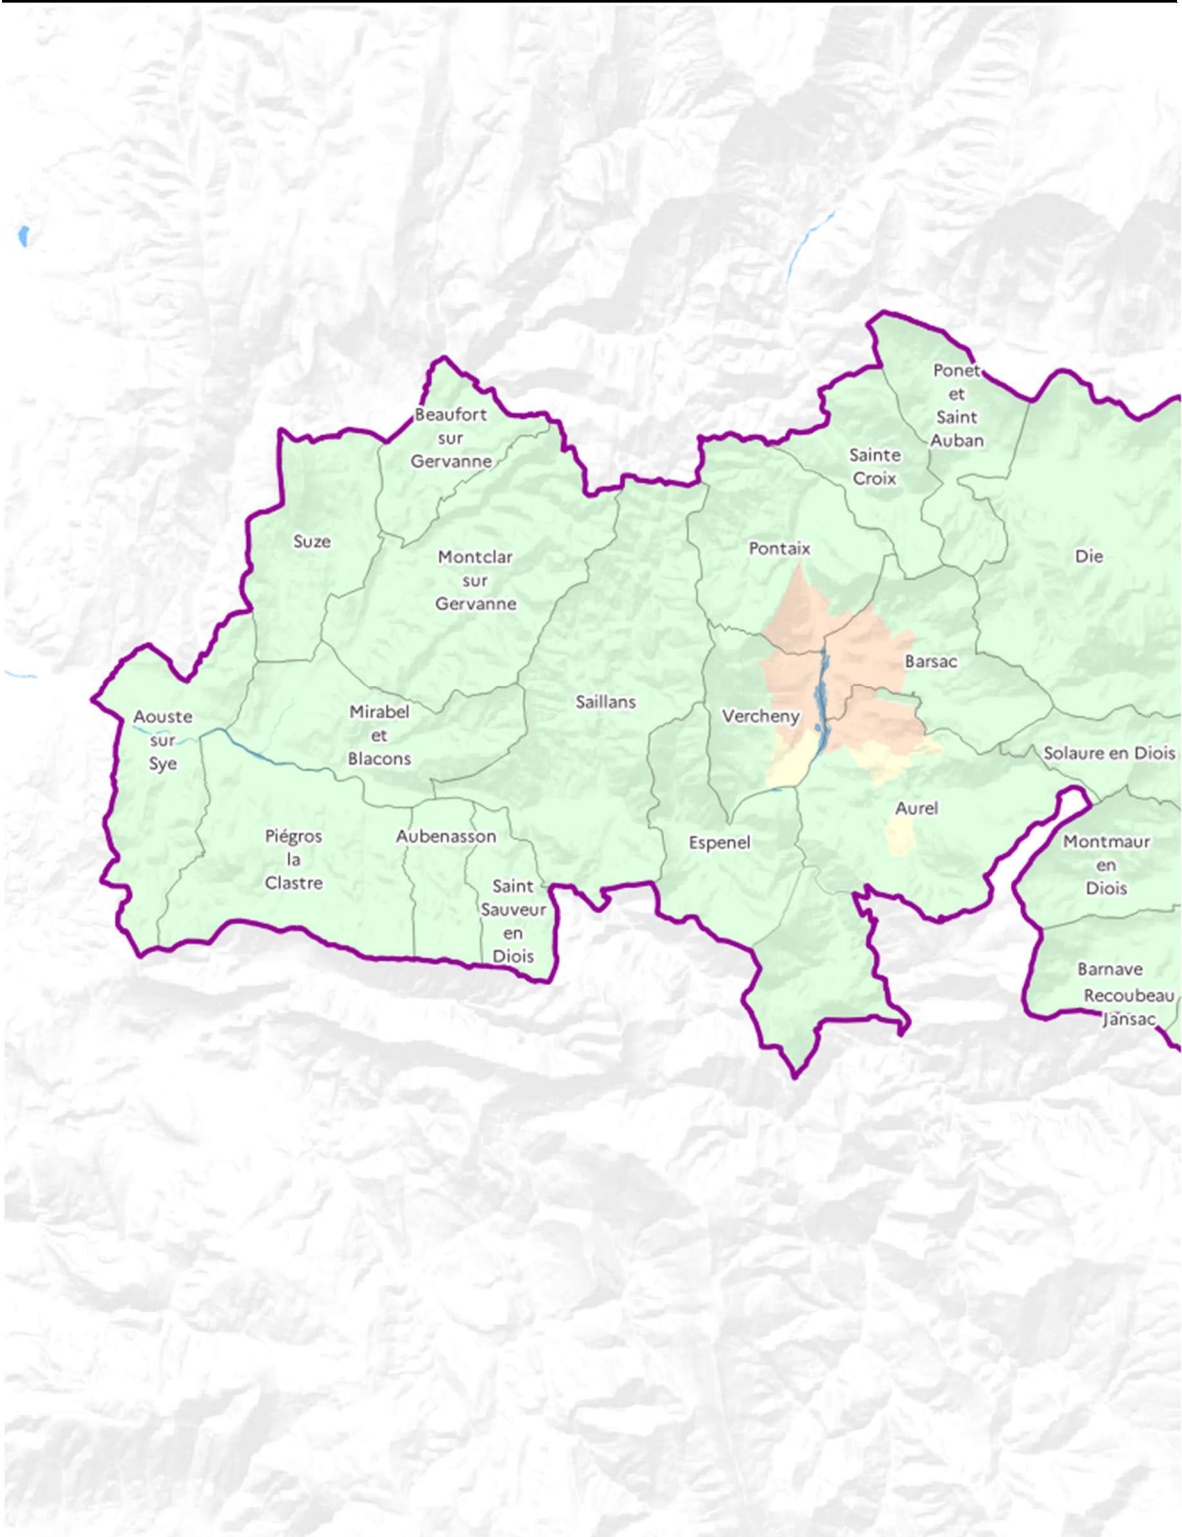 Ponet
et
Saint
Auban
Beaufort
sur
Gervanne
Sainte
Croix
Suze
Montclar
sur
Gervanne
Pontaix
Die
Barsac
Aouste
sur
Sye
Mirabel
et
Blacons
Saillans
Vercheny
Solaure en Diois
Aurel
Piégros
la
Clastre
Aubenasson
Espenel
Montmaur
en
Diois
Saint
Sauveur
en
Diois
Barnave
Recoubeau
Jansac